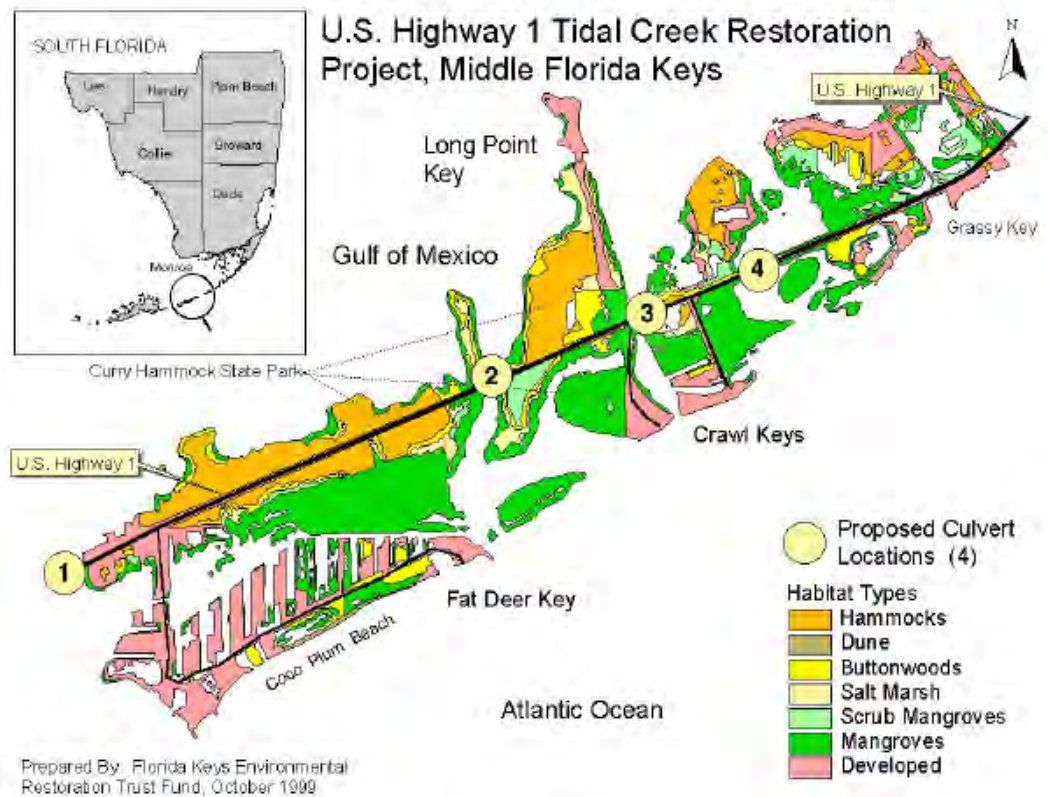 U.S. Highway 1 Tidal Creek Restoration
Project, Middle Florida Keys
SOUTH FLORIDA
Lee
Hendry
Palm Beach
Collier
Broward
Dade
Monroe
N
U.S. Highway 1
Long Point
Key
Gulf of Mexico
Grassy Key
4
3
2
Curry Hammock State Park
Crawl Keys
U.S. Highway 1
1
Fat Deer Key
Coco Plum Beach
Atlantic Ocean
Proposed Culvert
Locations (4)
Habitat Types
Hammocks
Dune
Buttonwoods
Salt Marsh
Scrub Mangroves
Mangroves
Developed
Prepared By: Florida Keys Environmental
Restoration Trust Fund, October 1999